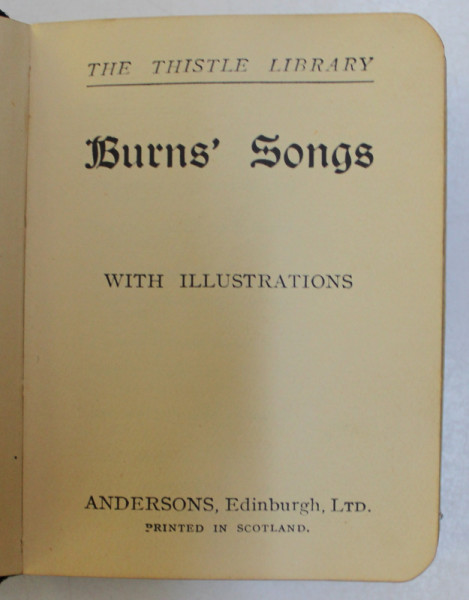 THE THISTLE LIBRARY
Burns' Songs
WITH ILLUSTRATIONS
ANDERSONS, Edinburgh, LTD.
PRINTED IN SCOTLAND.